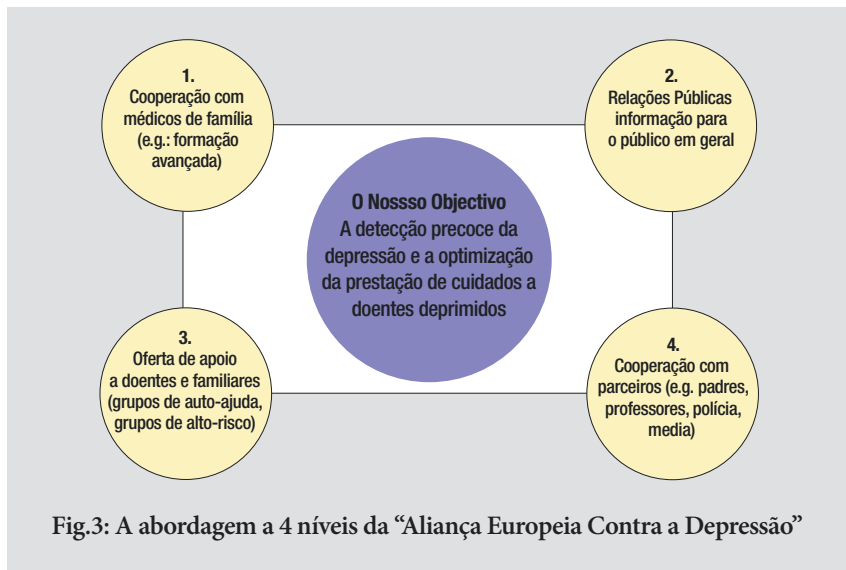 1.
Cooperação com
médicos de família
(e.g.: formação
avançada)
2.
Relações Públicas
informação para
o público em geral
O Nossso Objectivo
A detecção precoce da
depressão e a optimização
da prestação de cuidados a
doentes deprimidos
3.
Oferta de apoio
a doentes e familiares
(grupos de auto-ajuda,
grupos de alto-risco)
4.
Cooperação com
parceiros (e.g. padres,
professores, polícia,
media)
Fig.3: A abordagem a 4 níveis da “Aliança Europeia Contra a Depressão”